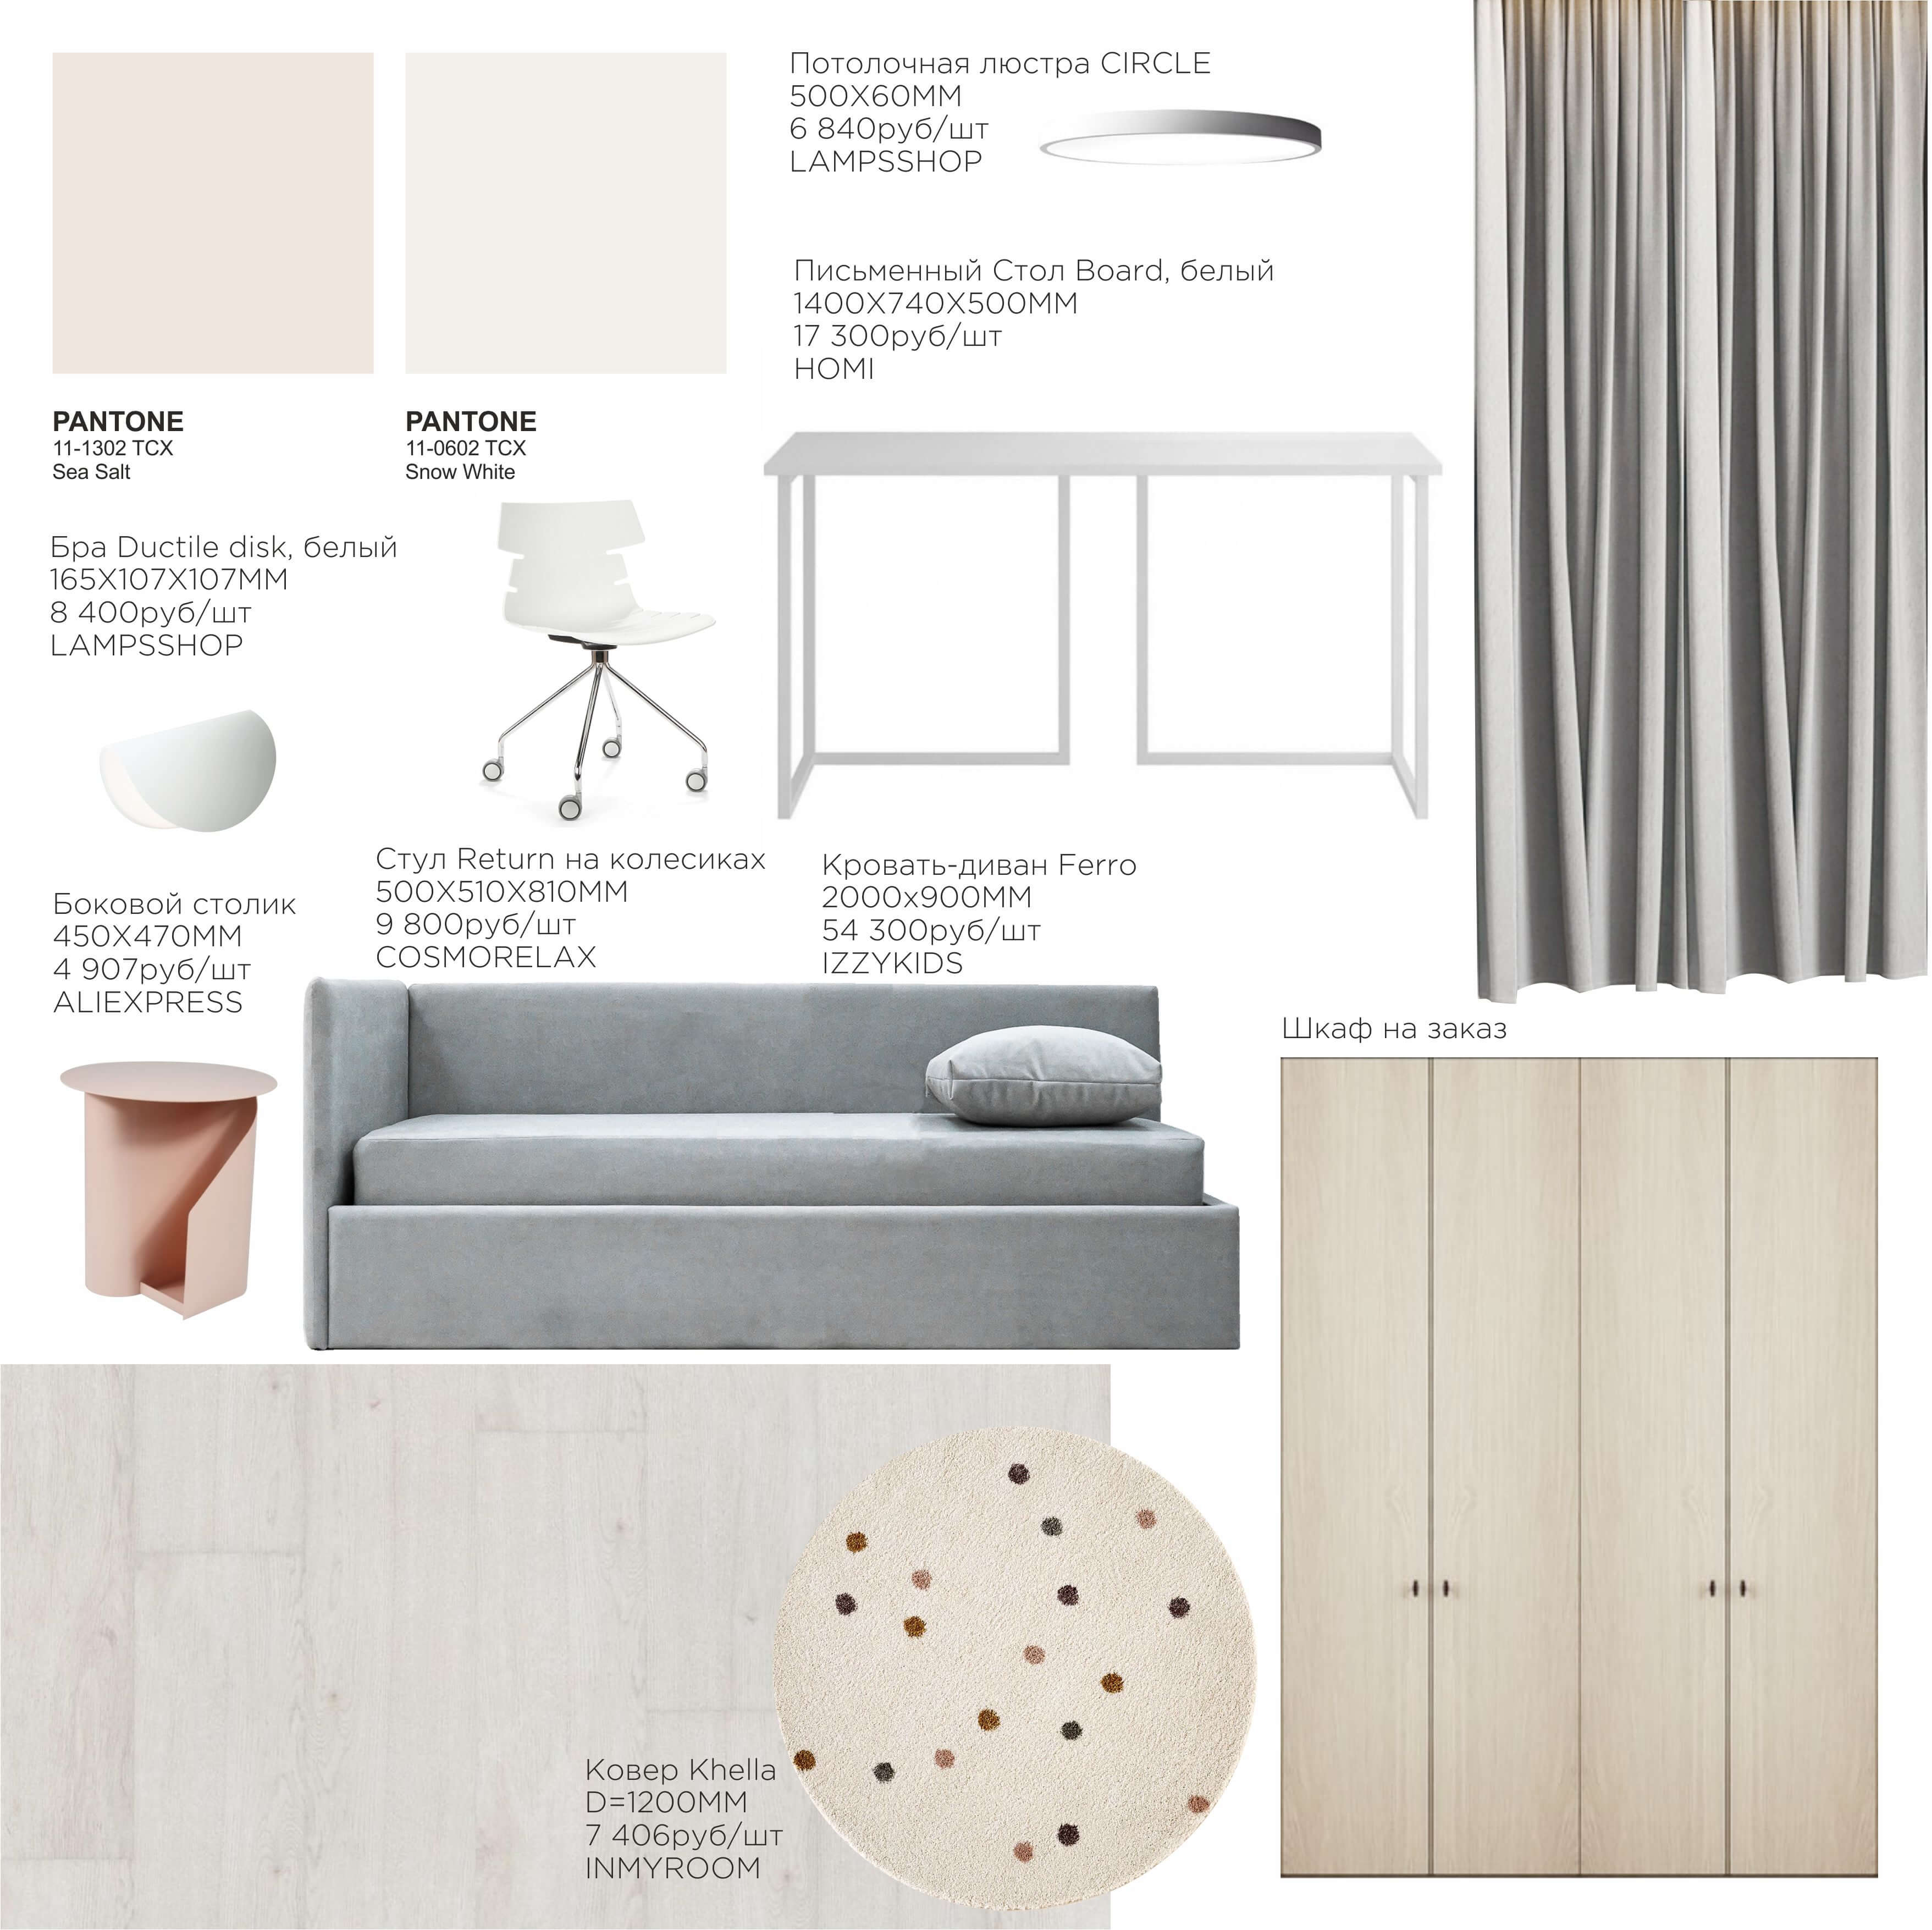 Потолочная люстра CIRCLE
500X60MM
6 840руб/шт
LAMPSSHOP
Письменный Стол Board, белый
1400X740X500MM
17 300руб/шт
HOMI
PANTONE
11-1302 TCX
Sea Salt
PANTONE
11-0602 TCX
Snow White
Бра Ductile disk, белый
165X107X107MM
8 400руб/шт
LAMPSSHOP
Стул Return на колесиках
500X510X810MM
9 800руб/шт
COSMORELAX
Кровать-диван Ferro
2000x900MM
54 300руб/шт
IZZYKIDS
Боковой столик
450X470MM
4 907руб/шт
ALIEXPRESS
Шкаф на заказ
Ковер Khella
D=1200MM
7 406руб/шт
INMYROOM